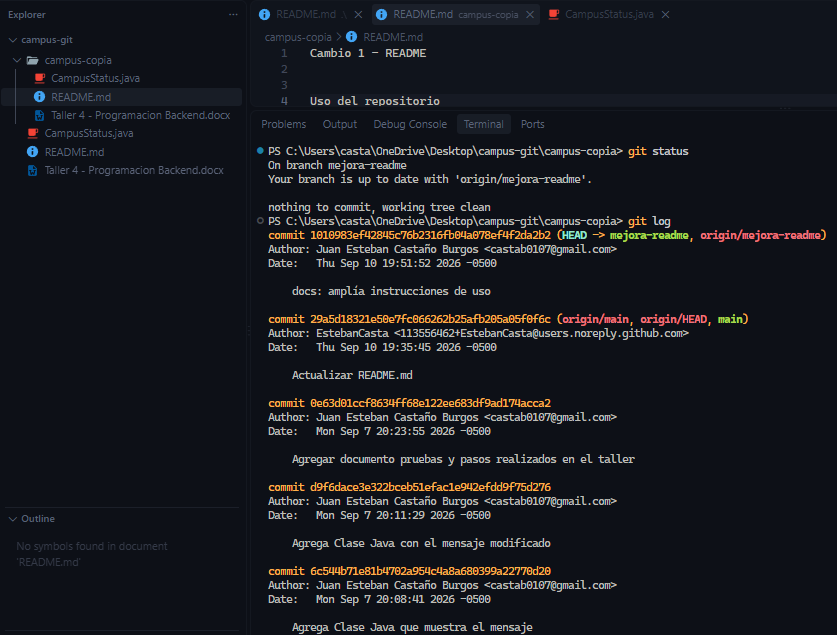 Explorer ···
campus-git
campus-copia
CampusStatus.java
README.md
Taller 4 - Programacion Backend.docx
CampusStatus.java
README.md
Taller 4 - Programacion Backend.docx
Outline
No symbols found in document
'README.md'
README.md \ README.md campus-copia CampusStatus.java
campus-copia > README.md
1 Cambio 1 - README
2
3
4 Uso del repositorio
Problems Output Debug Console Terminal Ports
PS C:\Users\casta\OneDrive\Desktop\campus-git\campus-copia> git status
On branch mejora-readme
Your branch is up to date with 'origin/mejora-readme'.
nothing to commit, working tree clean
PS C:\Users\casta\OneDrive\Desktop\campus-git\campus-copia> git log
commit 1010983ef42845c76b2316fb04a078ef4f2da2b2 (HEAD -> mejora-readme, origin/mejora-readme)
Author: Juan Esteban Castaño Burgos <castab0107@gmail.com>
Date:   Thu Sep 10 19:51:52 2026 -0500
docs: amplía instrucciones de uso
commit 29a5d18321e50e7fc066262b25afb205a05f0f6c (origin/main, origin/HEAD, main)
Author: EstebanCasta <113556462+EstebanCasta@users.noreply.github.com>
Date:   Thu Sep 10 19:35:45 2026 -0500
Actualizar README.md
commit 0e63d01ccf8634ff68e122ee683df9ad174acca2
Author: Juan Esteban Castaño Burgos <castab0107@gmail.com>
Date:   Mon Sep 7 20:23:55 2026 -0500
Agregar documento pruebas y pasos realizados en el taller
commit d9f6dace3e322bceb51efac1e942efdd9f75d276
Author: Juan Esteban Castaño Burgos <castab0107@gmail.com>
Date:   Mon Sep 7 20:11:29 2026 -0500
Agrega Clase Java con el mensaje modificado
commit 6c544b71e81b4702a954c4a8a680399a22770d20
Author: Juan Esteban Castaño Burgos <castab0107@gmail.com>
Date:   Mon Sep 7 20:08:41 2026 -0500
Agrega Clase Java que muestra el mensaje